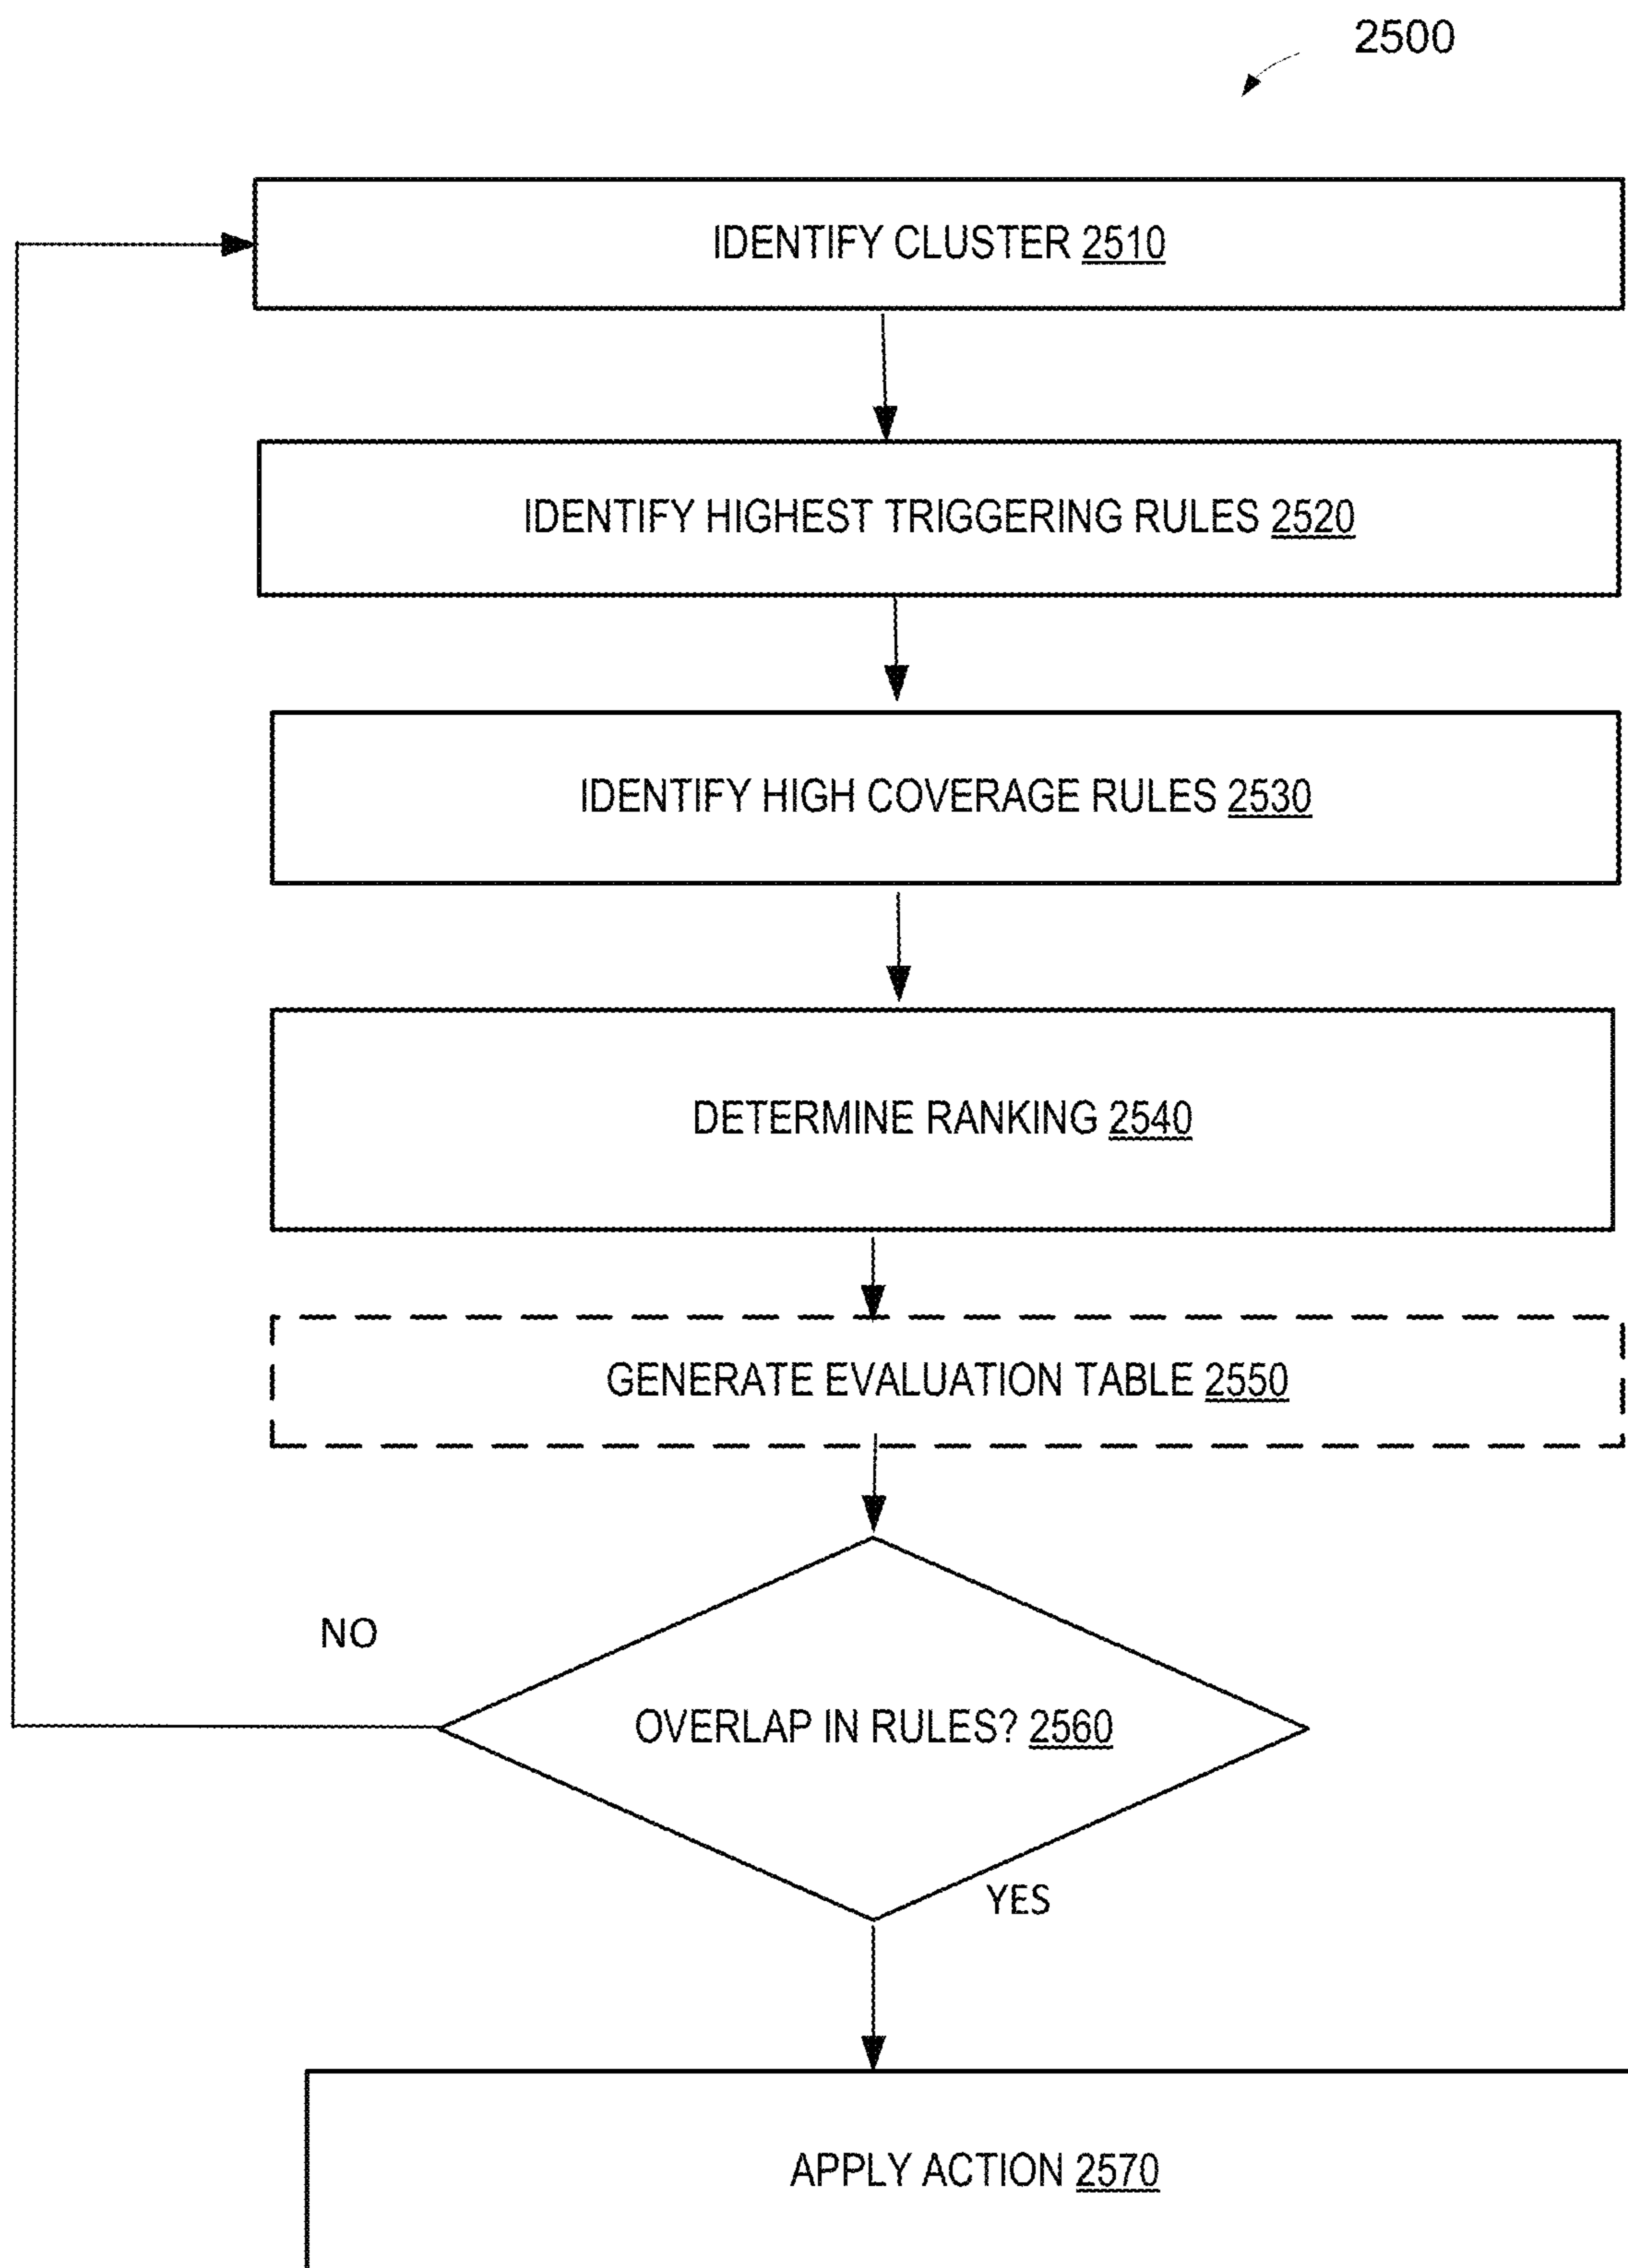 2500
IDENTIFY CLUSTER 2510
IDENTIFY HIGHEST TRIGGERING RULES 2520
IDENTIFY HIGH COVERAGE RULES 2530
DETERMINE RANKING 2540
GENERATE EVALUATION TABLE 2550
NO
OVERLAP IN RULES? 2560
YES
APPLY ACTION 2570